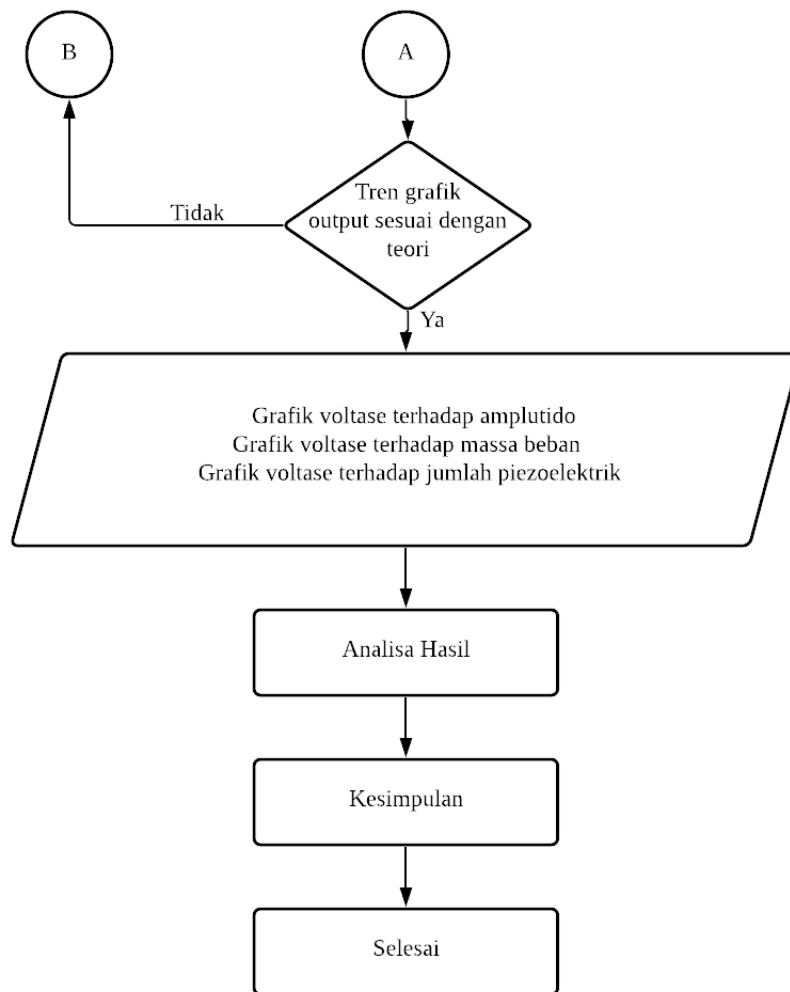 B
A
Tren grafik
output sesuai dengan
teori
Tidak
Ya
Grafik voltase terhadap amplutido
Grafik voltase terhadap massa beban
Grafik voltase terhadap jumlah piezoelektrik
Analisa Hasil
Kesimpulan
Selesai